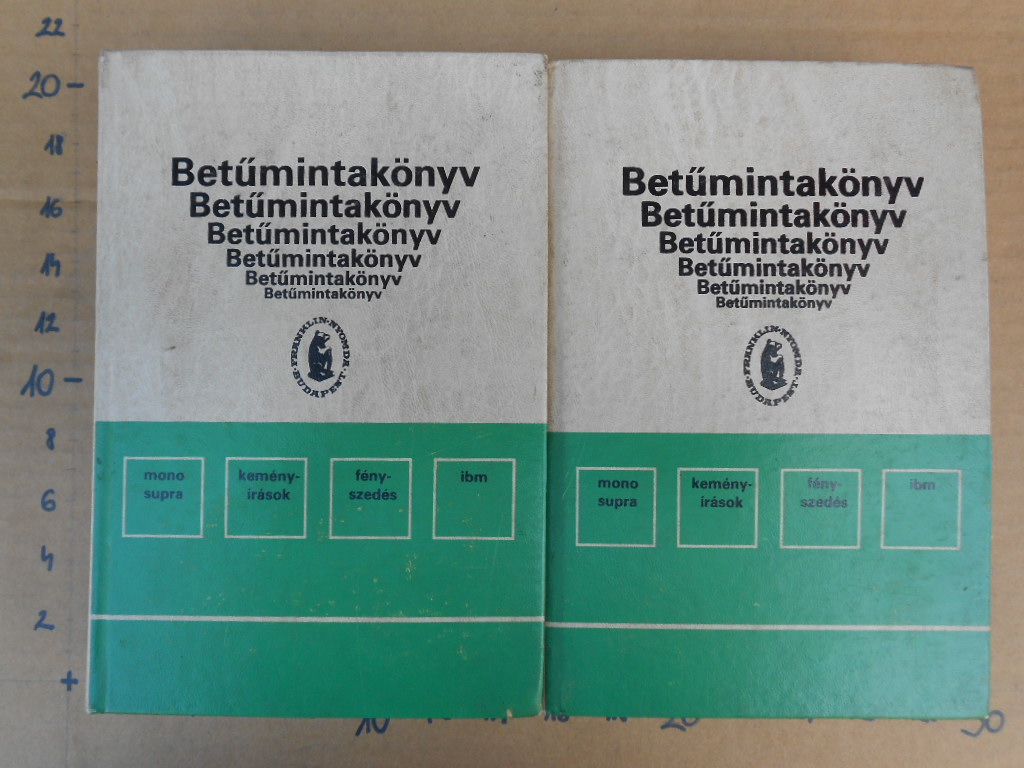 22
20
18
16
14
12
10
8
6
4
2
Betűmintakönyv
Betűmintakönyv
Betűmintakönyv
Betűmintakönyv
Betűmintakönyv
Betűmintakönyv
FRANKLIN-NYOMDA
BUDAPEST
mono
supra
kemény-
írások
fény-
szedés
ibm
Betűmintakönyv
Betűmintakönyv
Betűmintakönyv
Betűmintakönyv
Betűmintakönyv
Betűmintakönyv
FRANKLIN-NYOMDA
BUDAPEST
mono
supra
kemény-
írások
fény-
szedés
ibm
10
20
30